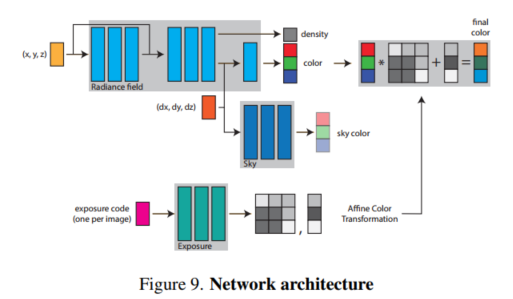 final
color
density
(x, y, z)
color
* + =
Radiance field
(dx, dy, dz)
sky color
Sky
exposure code
(one per image)
,
Affine Color
Transformation
Exposure
Figure 9. Network architecture